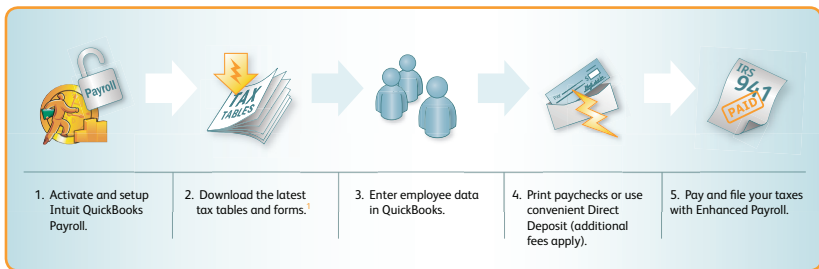 Payroll
TAX
TABLES
Pay
IRS
941
PAID
1. Activate and setup
Intuit QuickBooks
Payroll.
2. Download the latest
tax tables and forms.1
3. Enter employee data
in QuickBooks.
4. Print paychecks or use
convenient Direct
Deposit (additional
fees apply).
5. Pay and file your taxes
with Enhanced Payroll.